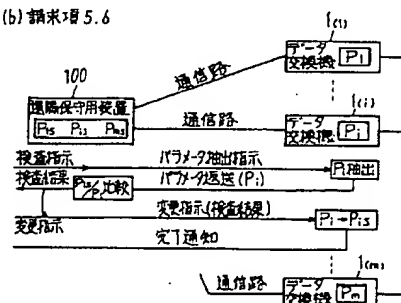 (b) 請求項 5.6
1(1)
データ
交換機 P1
通信路
100
遠隔保守用装置
P1S PiS PmS
通信路
1(i)
データ
交換機 Pi
検査指示
パラメータ抽出指示
Pi抽出
検査結果
PiS/Pi比較
パラメータ返送(Pi)
変更指示(検査結果)
Pi→PiS
変更指示
完了通知
1(m)
通信路
データ
交換機 Pm